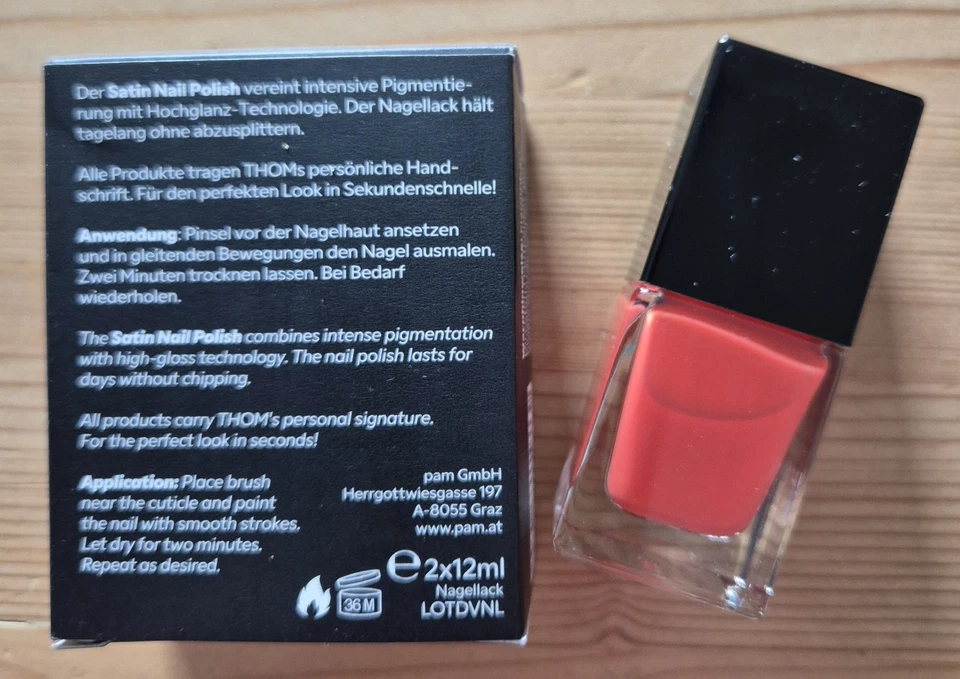 Der Satin Nail Polish vereint intensive Pigmentie-
rung mit Hochglanz-Technologie. Der Nagellack hält
tagelang ohne abzusplittern.
Alle Produkte tragen THOMs persönliche Hand-
schrift. Für den perfekten Look in Sekundenschnelle!
Anwendung: Pinsel vor der Nagelhaut ansetzen
und in gleitenden Bewegungen den Nagel ausmalen.
Zwei Minuten trocknen lassen. Bei Bedarf
wiederholen.
The Satin Nail Polish combines intense pigmentation
with high-gloss technology. The nail polish lasts for
days without chipping.
All products carry THOM's personal signature.
For the perfect look in seconds!
Application: Place brush
near the cuticle and paint
the nail with smooth strokes.
Let dry for two minutes.
Repeat as desired.
pam GmbH
Herrgottwiesgasse 197
A-8055 Graz
www.pam.at
36 M
e 2x12ml
Nagellack
LOTDVNL